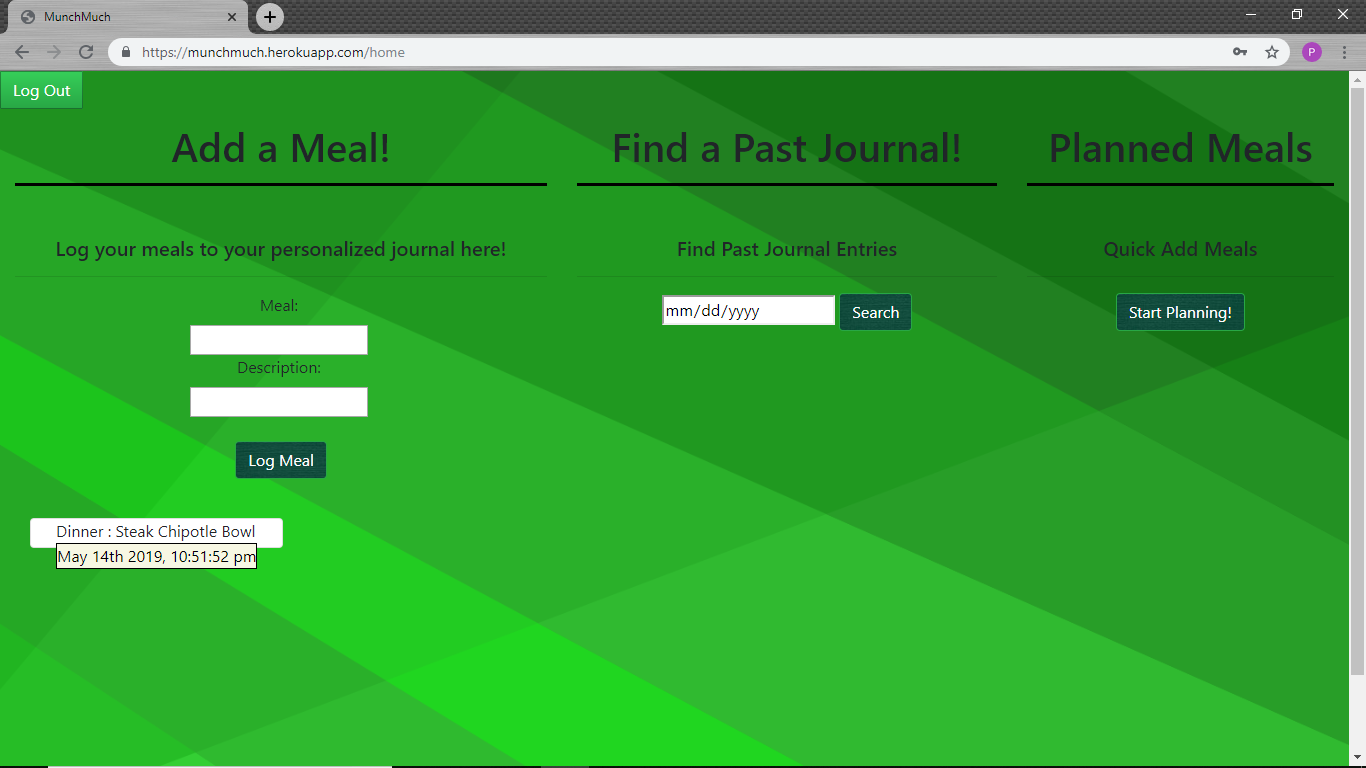 MunchMuch
https://munchmuch.herokuapp.com/home
P
Log Out
Add a Meal!
Find a Past Journal!
Planned Meals
Log your meals to your personalized journal here!
Find Past Journal Entries
Quick Add Meals
Meal:
mm/dd/yyyy
Search
Start Planning!
Description:
Log Meal
Dinner : Steak Chipotle Bowl
May 14th 2019, 10:51:52 pm